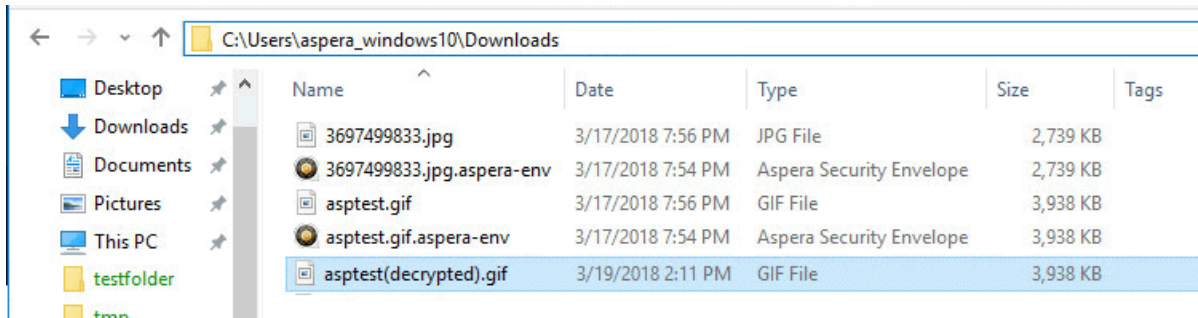 C:\Users\aspera_windows10\Downloads
Desktop
Downloads
Documents
Pictures
This PC
testfolder
tmp
Name Date Type Size Tags
3697499833.jpg 3/17/2018 7:56 PM JPG File 2,739 KB
3697499833.jpg.aspera-env 3/17/2018 7:54 PM Aspera Security Envelope 2,739 KB
asptest.gif 3/17/2018 7:56 PM GIF File 3,938 KB
asptest.gif.aspera-env 3/17/2018 7:54 PM Aspera Security Envelope 3,938 KB
asptest(decrypted).gif 3/19/2018 2:11 PM GIF File 3,938 KB